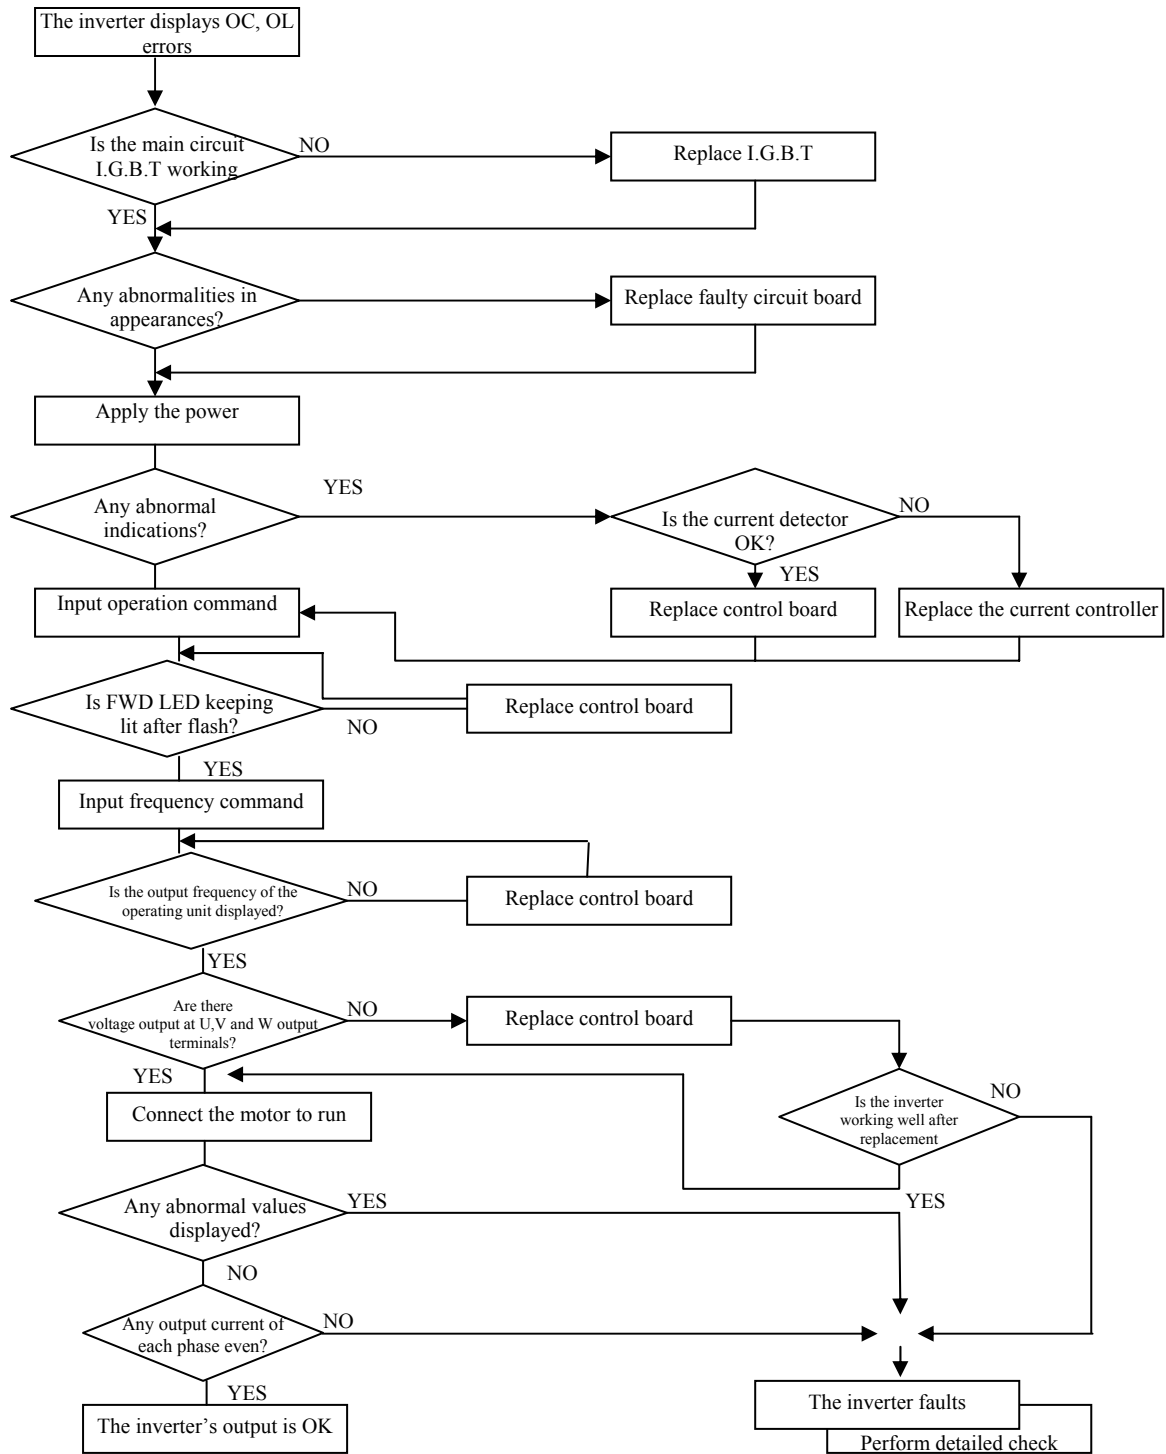 The inverter displays OC, OL
errors
Is the main circuit
I.G.B.T working
NO
Replace I.G.B.T
YES
Any abnormalities in
appearances?
Replace faulty circuit board
Apply the power
Any abnormal
indications?
YES
Is the current detector
OK?
NO
YES
Input operation command
Replace control board
Replace the current controller
Is FWD LED keeping
lit after flash?
NO
Replace control board
YES
Input frequency command
Is the output frequency of the
operating unit displayed?
NO
Replace control board
YES
Are there
voltage output at U,V and W output
terminals?
NO
Replace control board
YES
Connect the motor to run
Is the inverter
working well after
replacement
NO
YES
Any abnormal values
displayed?
YES
NO
Any output current of
each phase even?
NO
YES
The inverter’s output is OK
The inverter faults
Perform detailed check